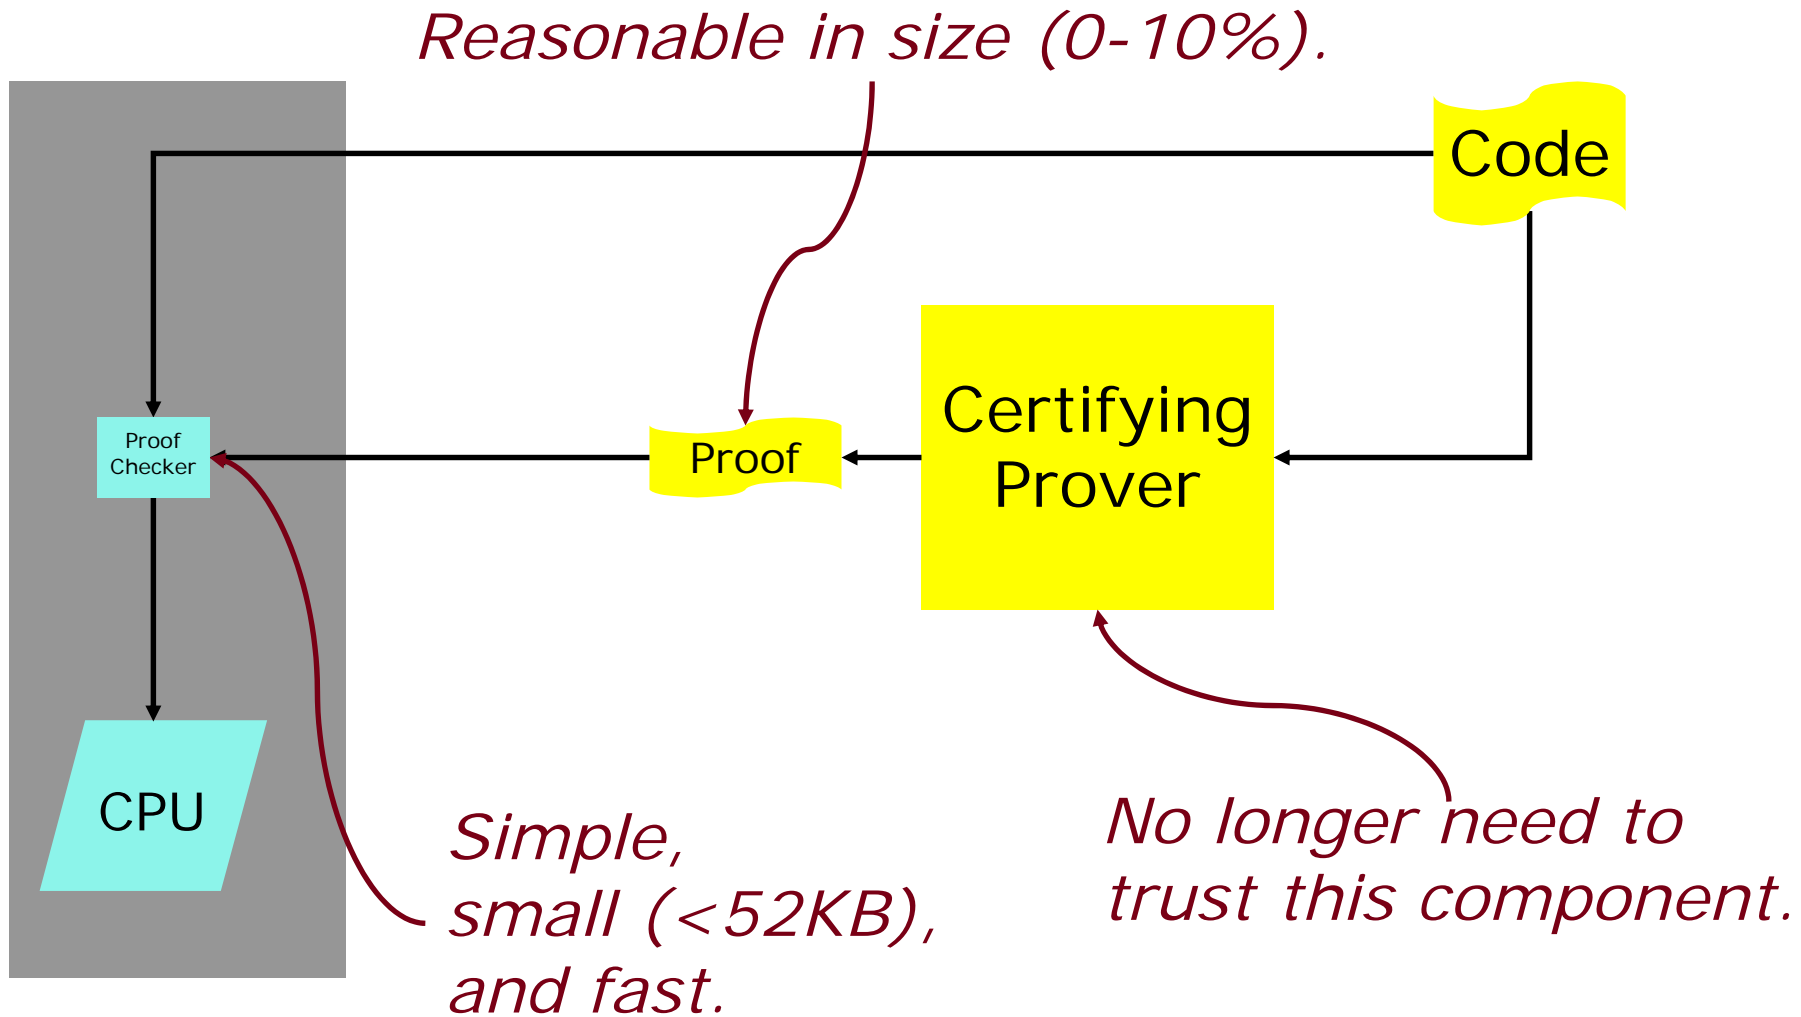 Reasonable in size (0-10%).
Code
Certifying
Prover
Proof
Proof
Checker
CPU
Simple,
small (<52KB),
and fast.
No longer need to
trust this component.